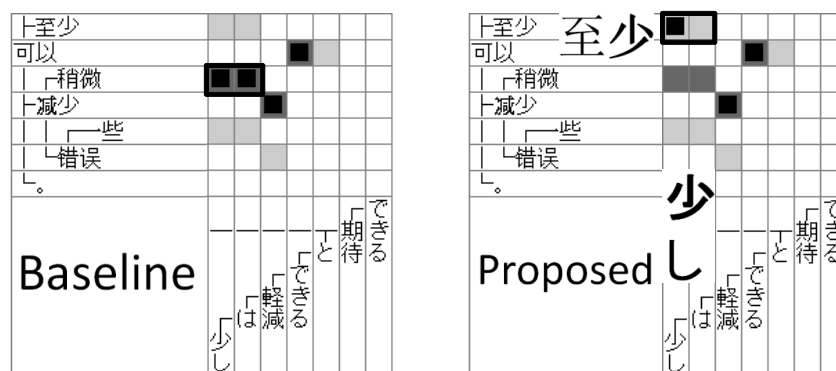 至少
可以
稍微
减少
一些
错误
。
Baseline
少し
は
軽減
できる
と
期待
できる
至少
至少
可以
稍微
减少
一些
错误
。
Proposed
少し
少し
は
軽減
できる
と
期待
できる